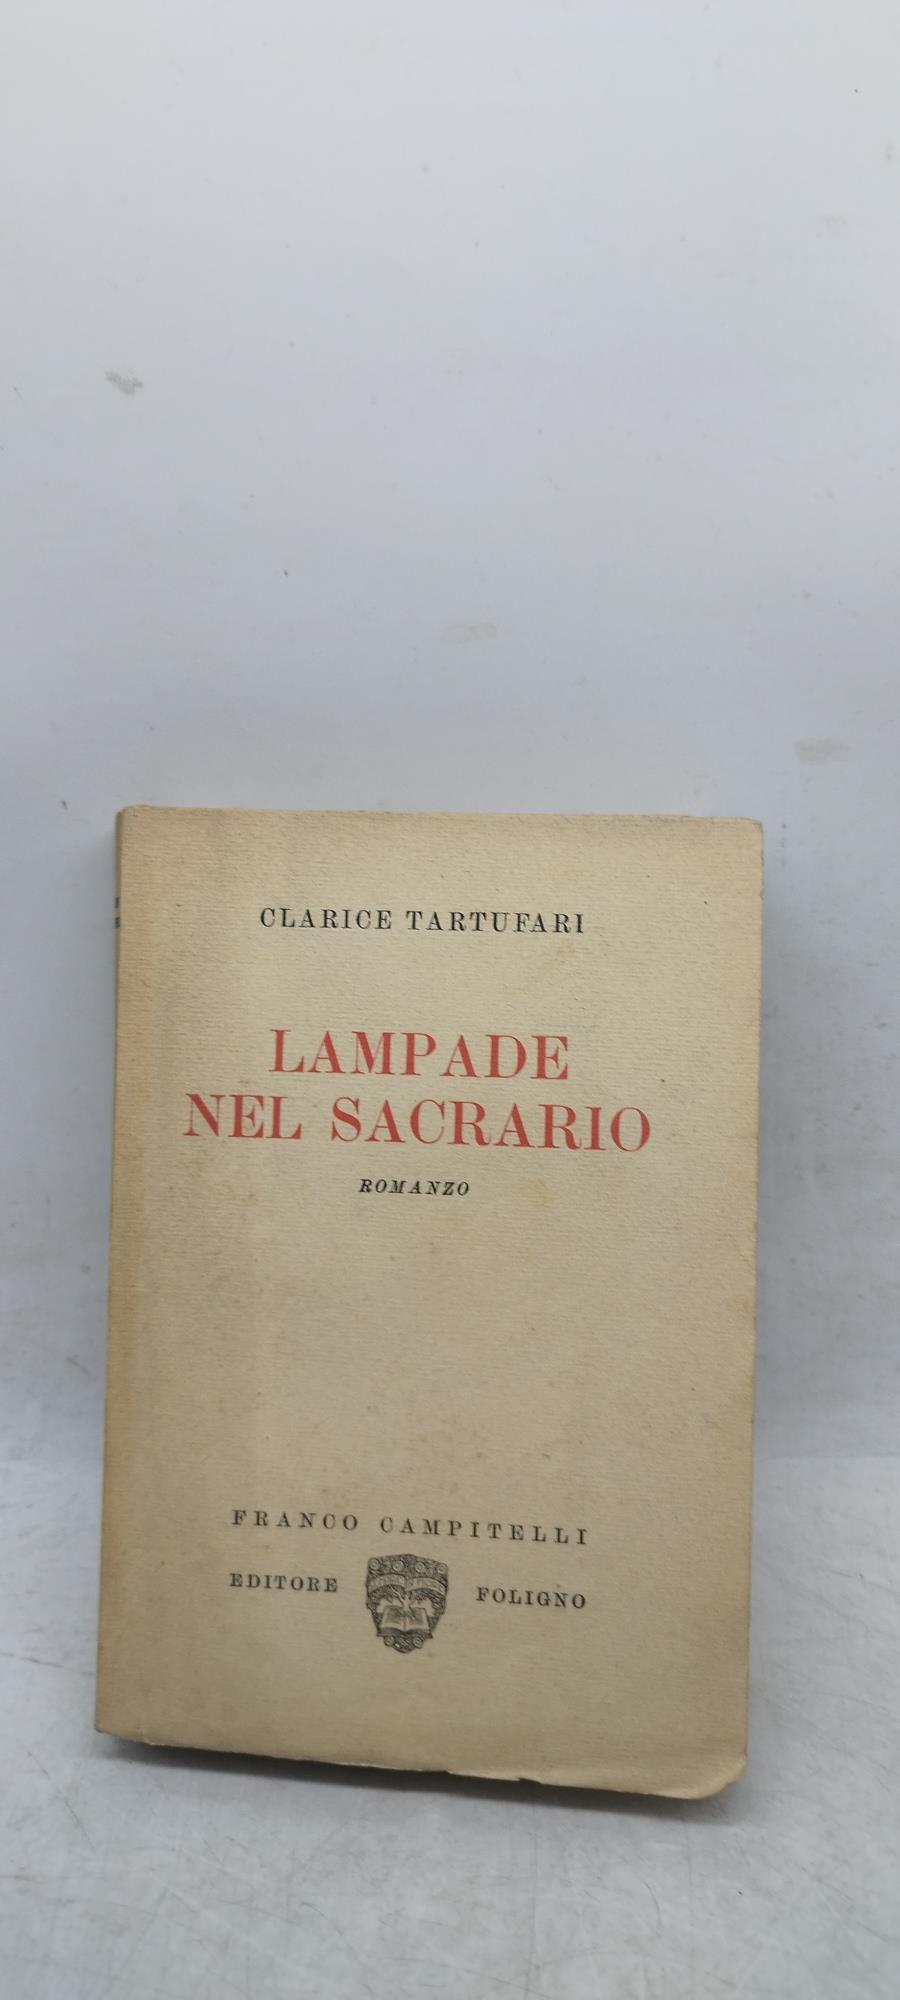 CLARICE TARTUFARI
LAMPADE
NEL SACRARIO
ROMANZO
FRANCO CAMPITELLI
EDITORE FOLIGNO